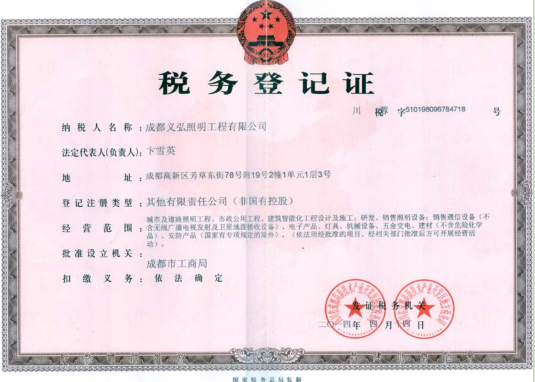 税务登记证
川 税 字510198096784718 号
纳税人名称：成都义弘照明工程有限公司
法定代表人(负责人)：卞雪英
地址：成都高新区芳草东街78号附19号2幢1单元1层3号
登记注册类型：其他有限责任公司（非国有控股）
经营范围：城市及道路照明工程、市政公用工程、建筑智能化工程设计及施工；研发、销售照明设备；销售通信设备（不
含无线广播电视发射及卫星地面接收设备）、电子产品、灯具、机械设备、五金交电、建材（不含危险化学
品）、安防产品（国家有专项规定的除外）。（依法须经批准的项目，经相关部门批准后方可开展经营活
动）。
批准设立机关：成都市工商局
扣缴义务：依法确定
发证税务机关
二〇一四年四月十四日
国家税务总局监制